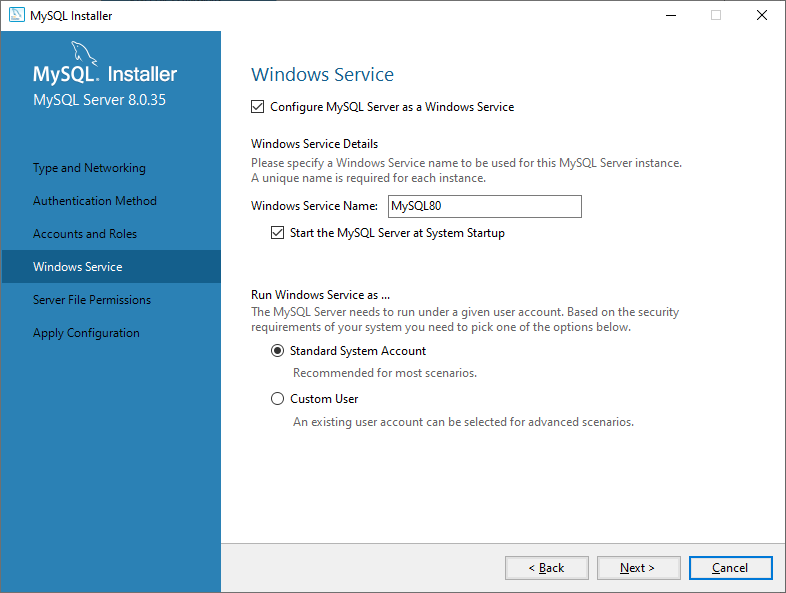 MySQL Installer
MySQL. Installer
MySQL Server 8.0.35
Type and Networking
Authentication Method
Accounts and Roles
Windows Service
Server File Permissions
Apply Configuration
Windows Service
Configure MySQL Server as a Windows Service
Windows Service Details
Please specify a Windows Service name to be used for this MySQL Server instance.
A unique name is required for each instance.
Windows Service Name: MySQL80
Start the MySQL Server at System Startup
Run Windows Service as ...
The MySQL Server needs to run under a given user account. Based on the security
requirements of your system you need to pick one of the options below.
Standard System Account
Recommended for most scenarios.
Custom User
An existing user account can be selected for advanced scenarios.
< Back Next > Cancel